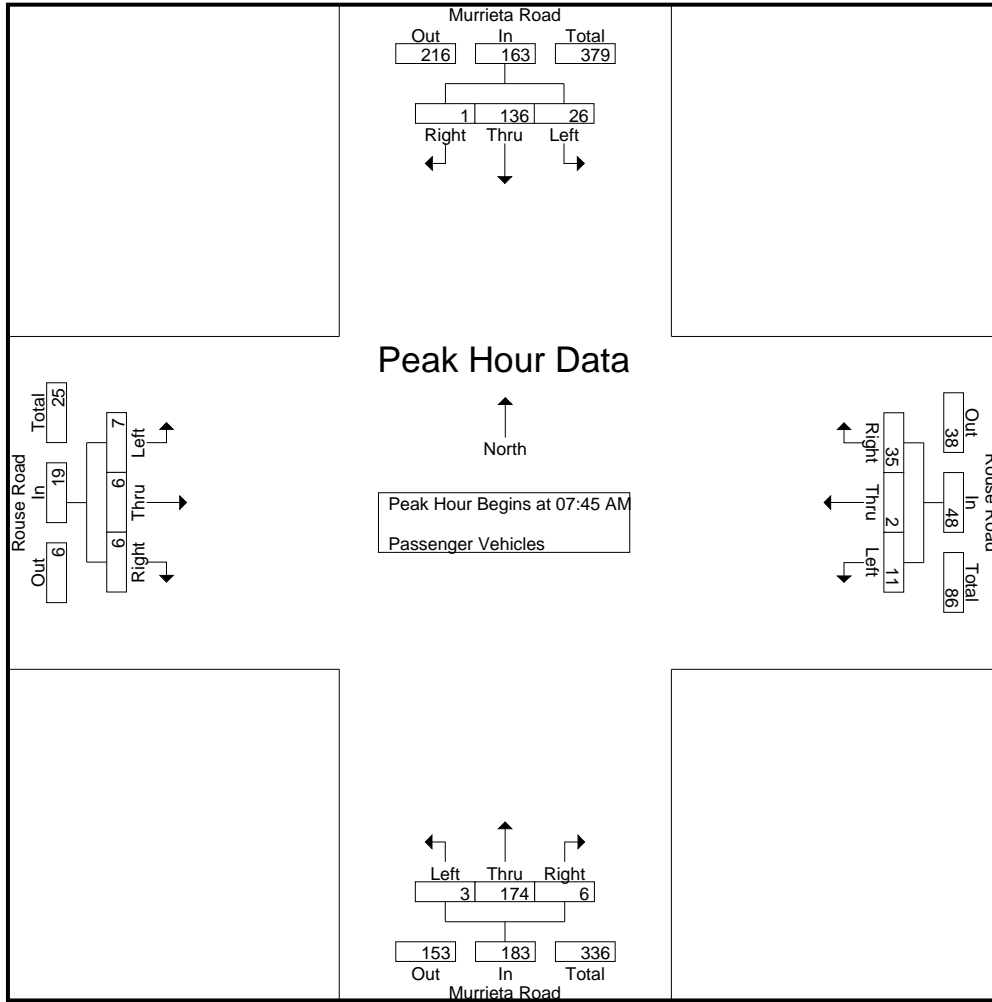 Murrieta Road
Out In Total
216 163 379
1 136 26
Right Thru Left
Peak Hour Data
North
Peak Hour Begins at 07:45 AM
Passenger Vehicles
Rouse Road
Total In Out
25 19 6
7 6 6
Left Thru Right
Rouse Road
Out In Total
38 48 86
35 2 11
Right Thru Left
Left Thru Right
3 174 6
153 183 336
Out In Total
Murrieta Road